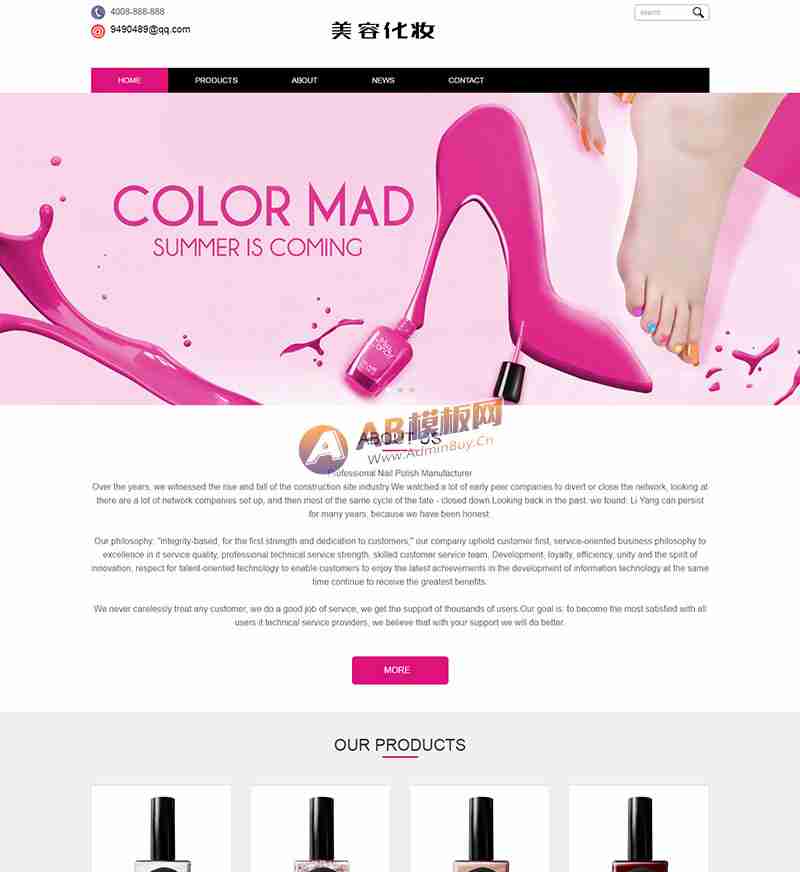 4008-888-888
9490489@qq.com
美容化妆
search
HOME PRODUCTS ABOUT NEWS CONTACT
COLOR MAD
SUMMER IS COMING
AB模板网
ABOUT US
www.AdminBuy.Cn
Professional Nail Polish Manufacturer
Over the years, we witnessed the rise and fall of the construction site industry.We watched a lot of early peer companies to divert or close the network, looking at
there are a lot of network companies set up, and then most of the same cycle of the fate - closed down.Looking back in the past, we found: Li Yang can persist
for many years, because we have been honest.
Our philosophy: "integrity-based, for the first strength and dedication to customers," our company uphold customer first, service-oriented business philosophy to
excellence in it service quality, professional technical service strength, skilled customer service team. Development, loyalty, efficiency, unity and the spirit of
innovation, respect for talent-oriented technology to enable customers to enjoy the latest achievements in the development of information technology at the same
time continue to receive the greatest benefits.
We never carelessly treat any customer, we do a good job of service, we get the support of thousands of users.Our goal is: to become the most satisfied with all
users it technical service providers, we believe that with your support we will do better.
MORE
OUR PRODUCTS